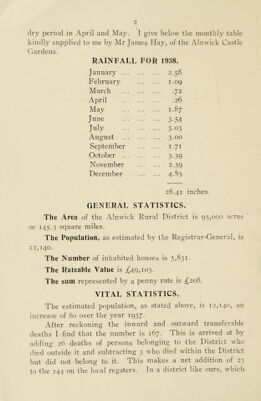 2
dry period in April and May. I give below the monthly table
kindly supplied to me by Mr James Hay, of the Alnwick Castle
Gardens.
RAINFALL FOR 1938.
January ... ... ... 2.58
February ... ... 1.09
March ... ... ... .72
April ... ... ... .26
May ... ... ... 1.87
June ... ... ... 3.54
July ... ... ... 3.03
August ... ... ... 3.00
September ... ... 1.71
October ... ... ... 3.39
November ... ... 2.39
December ... ... 4.83
28.41 inches.
GENERAL STATISTICS.
The Area of the Alnwick Rural District is 93,000 acres
or 145.3 square miles.
The Population, as estimated by the Registrar-General, is
12,140.
The Number of inhabited houses is 3,831.
The Rateable Value is £49,103.
The sum represented by a penny rate is £208.
VITAL STATISTICS.
The estimated population, as stated above, is 12,140, an
increase of 80 over the year 1937.
After reckoning the inward and outward transferable
deaths I find that the number is 167. This is arrived at by
adding 26 deaths of persons belonging to the District who
died outside it and subtracting 3 who died within the District
but did not belong to it. This makes a net addition of 23
to the 144 on the local regsters. In a district like ours, which